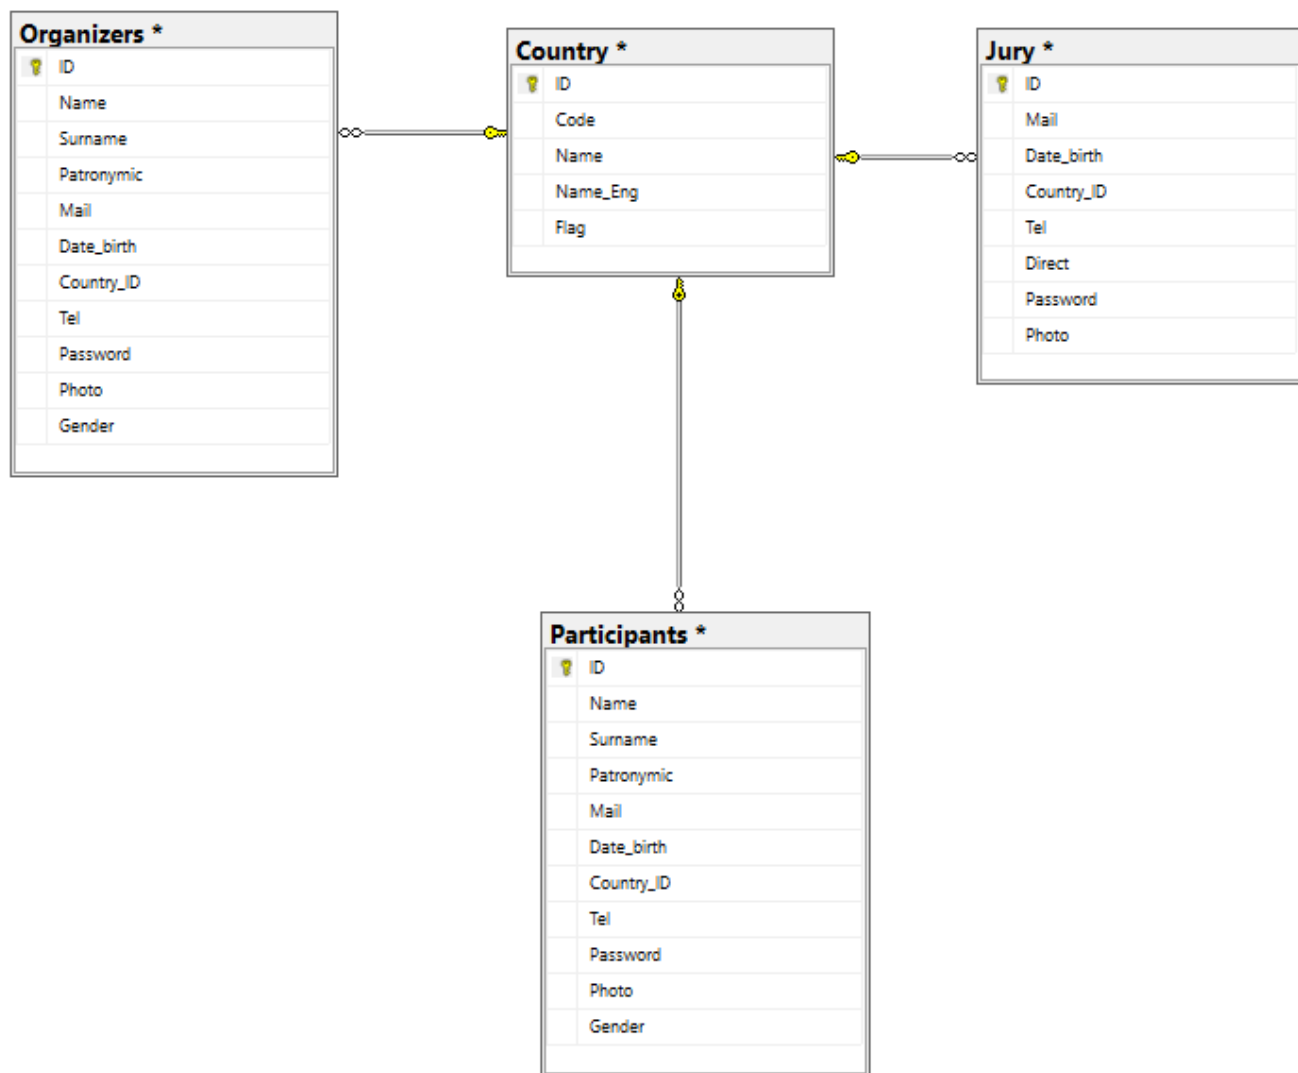 Organizers *
ID
Name
Surname
Patronymic
Mail
Date_birth
Country_ID
Tel
Password
Photo
Gender
Country *
ID
Code
Name
Name_Eng
Flag
Jury *
ID
Mail
Date_birth
Country_ID
Tel
Direct
Password
Photo
Participants *
ID
Name
Surname
Patronymic
Mail
Date_birth
Country_ID
Tel
Password
Photo
Gender